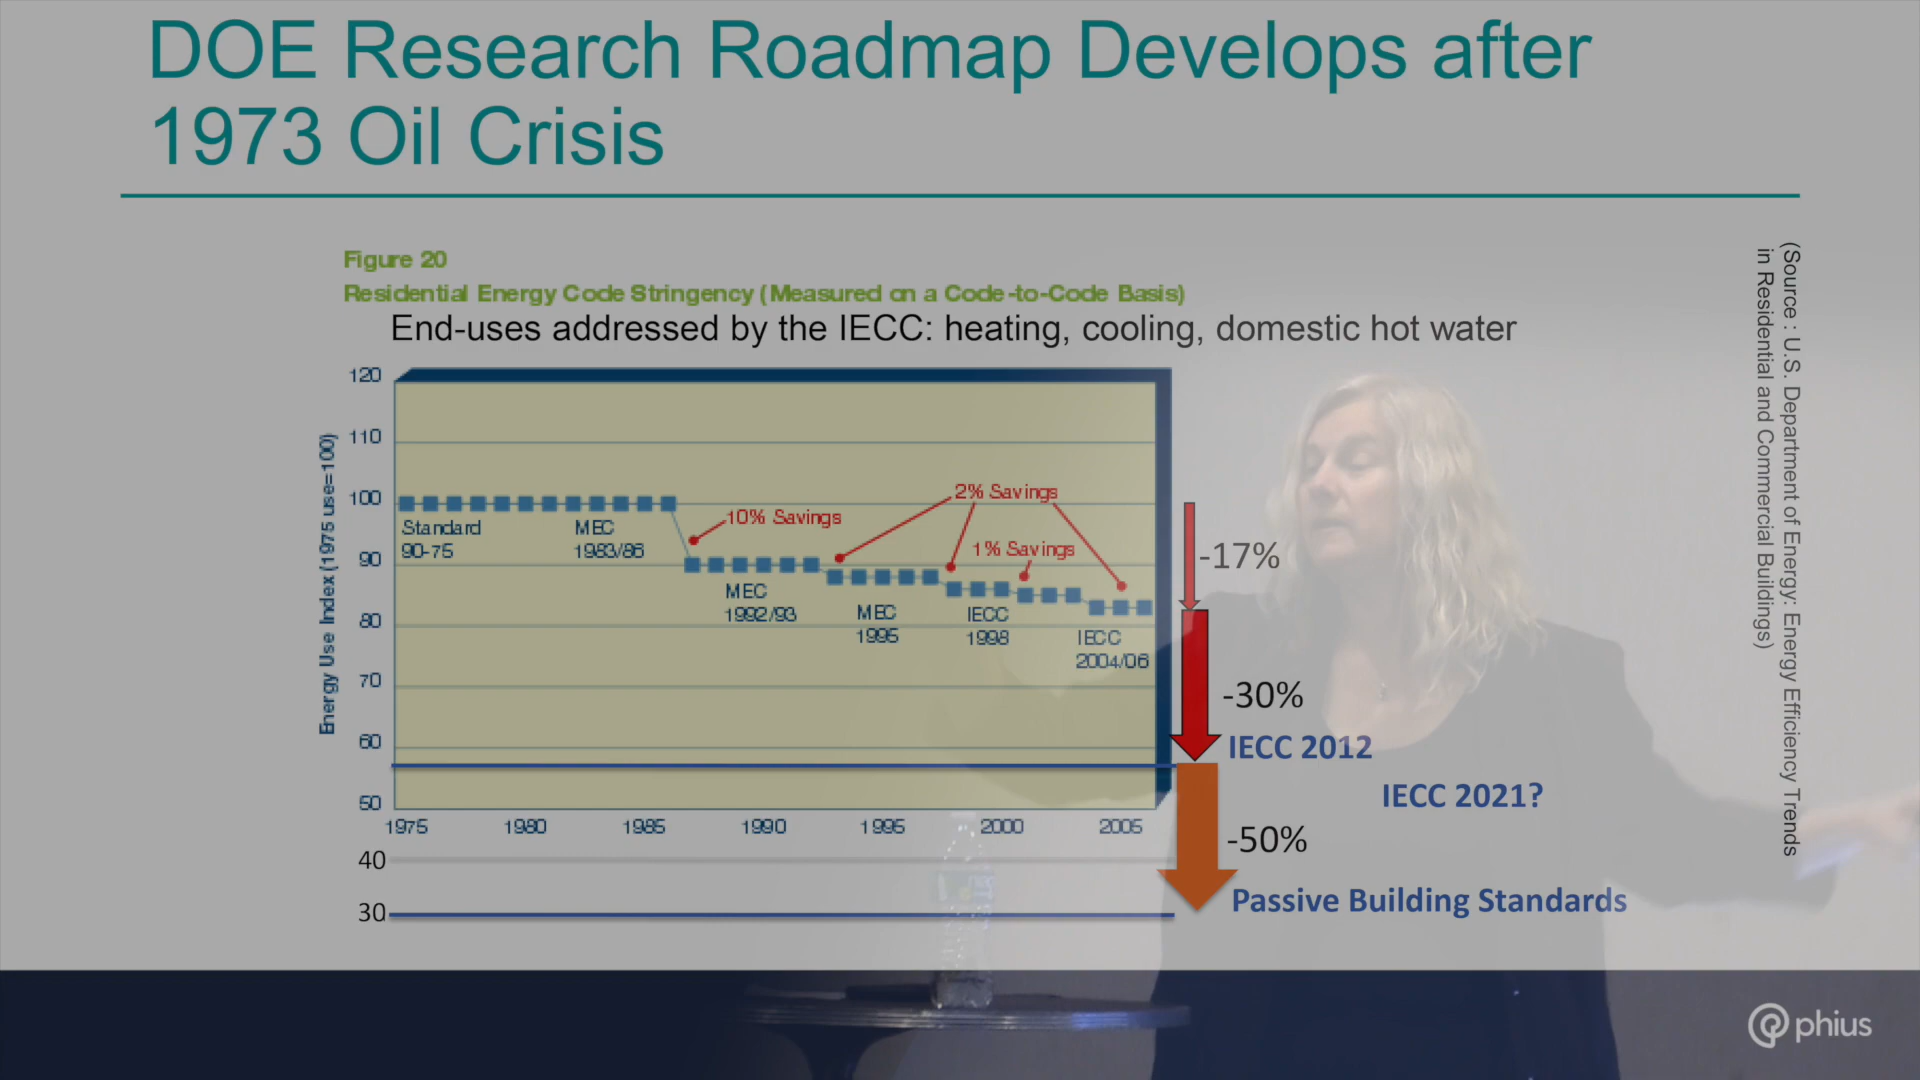 DOE Research Roadmap Develops after
1973 Oil Crisis
Figure 20
Residential Energy Code Stringency (Measured on a Code-to-Code Basis)
End-uses addressed by the IECC: heating, cooling, domestic hot water
(Source : U.S. Department of Energy: Energy Efficiency Trends
in Residential and Commercial Buildings)
Energy Use Index (1975 use=100)
120
110
100
90
80
70
60
50
40
30
Standard
90-75
MEC
1983/86
10% Savings
MEC
1992/93
2% Savings
MEC
1995
1% Savings
IECC
1998
IECC
2004/06
1975
1980
1985
1990
1995
2000
2005
-17%
-30%
IECC 2012
IECC 2021?
-50%
Passive Building Standards
phius